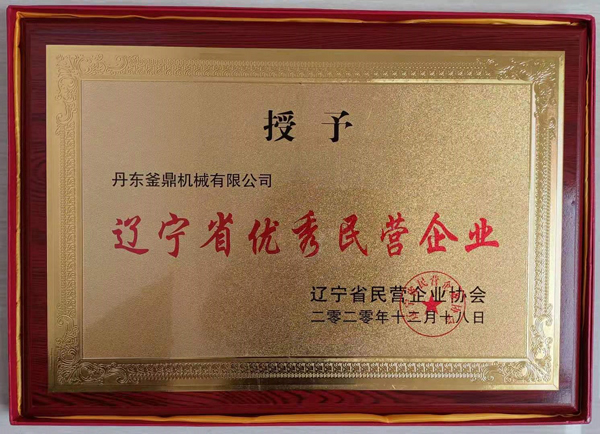 授予
丹东釜鼎机械有限公司
辽宁省优秀民营企业
辽宁省民营企业协会
二零二零年十二月十八日